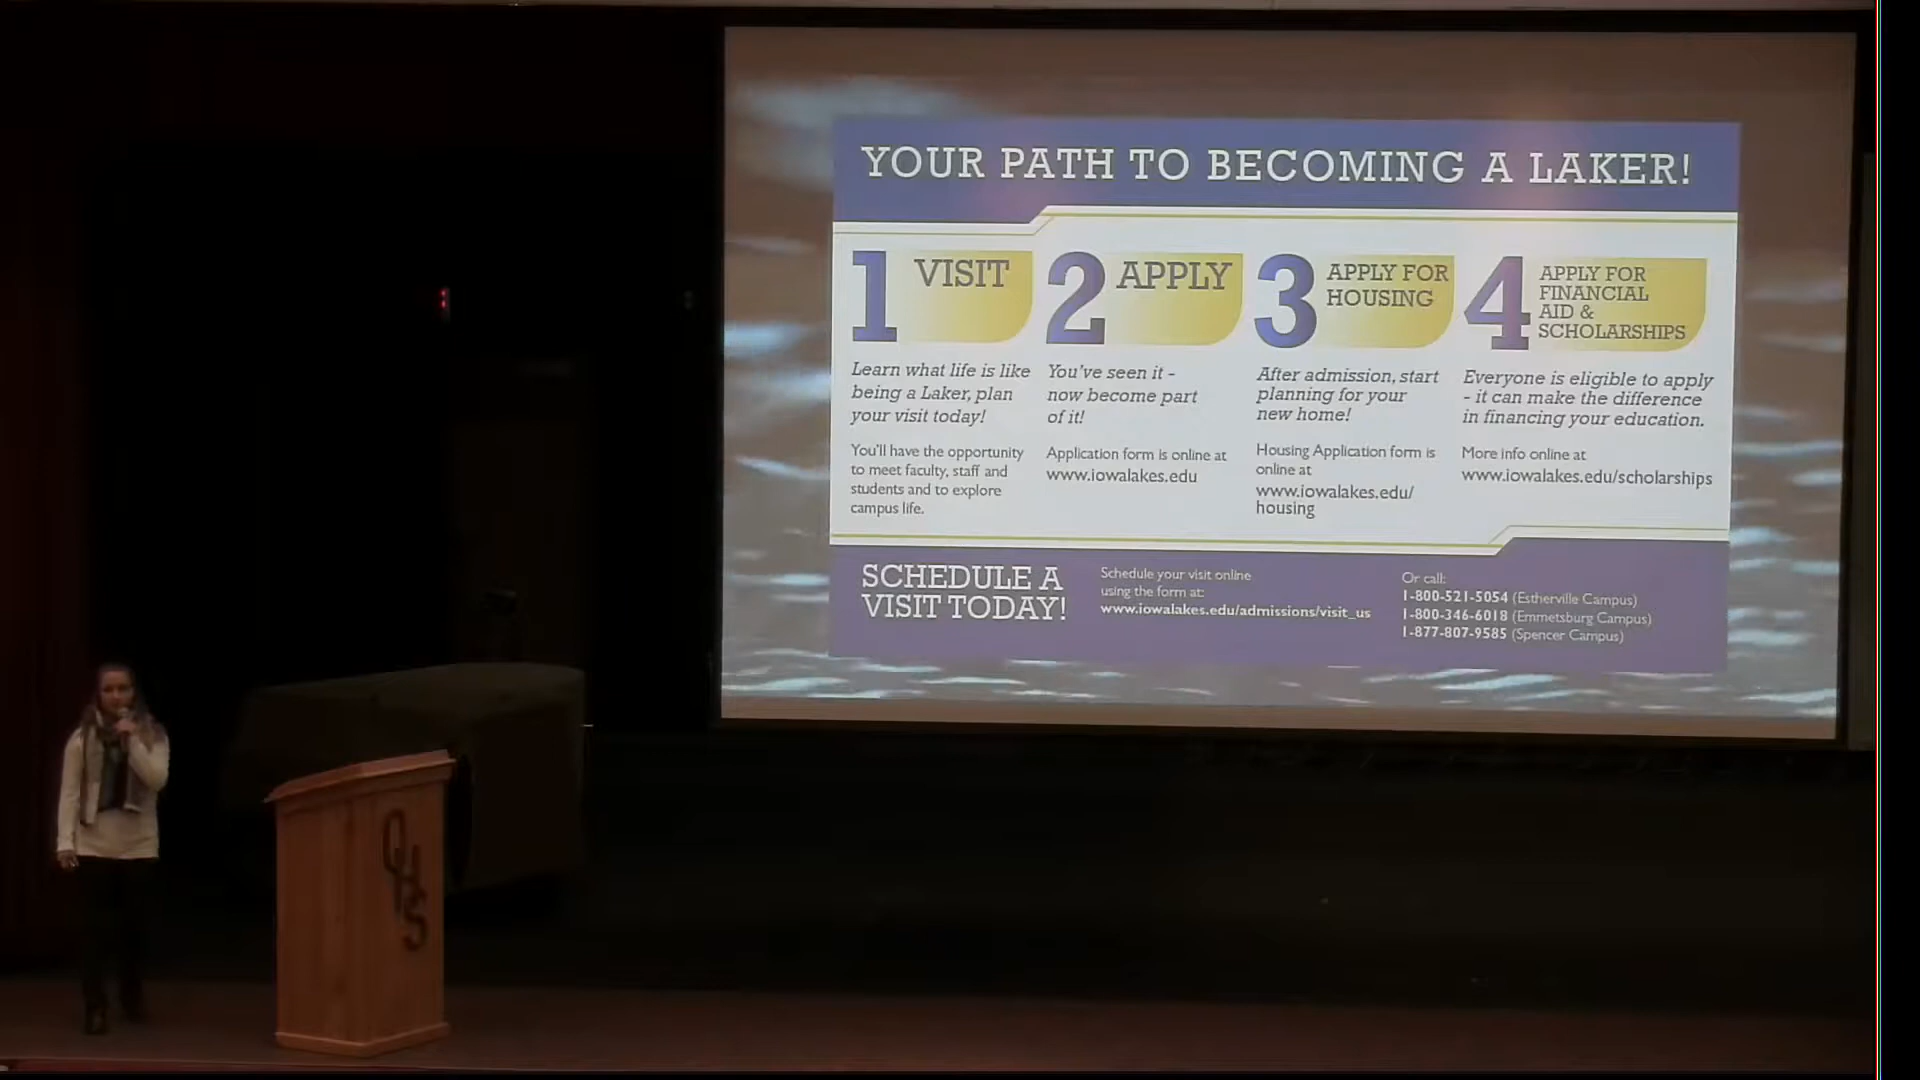 YOUR PATH TO BECOMING A LAKER!
1 VISIT
Learn what life is like
being a Laker, plan
your visit today!
You'll have the opportunity
to meet faculty, staff and
students and to explore
campus life.
2 APPLY
You've seen it -
now become part
of it!
Application form is online at
www.iowalakes.edu
3 APPLY FOR
HOUSING
After admission, start
planning for your
new home!
Housing Application form is
online at
www.iowalakes.edu/
housing
4 APPLY FOR
FINANCIAL
AID &
SCHOLARSHIPS
Everyone is eligible to apply
- it can make the difference
in financing your education.
More info online at
www.iowalakes.edu/scholarships
SCHEDULE A
VISIT TODAY!
Schedule your visit online
using the form at:
www.iowalakes.edu/admissions/visit_us
Or call:
1-800-521-5054 (Estherville Campus)
1-800-346-6018 (Emmetsburg Campus)
1-877-807-9585 (Spencer Campus)
OHS